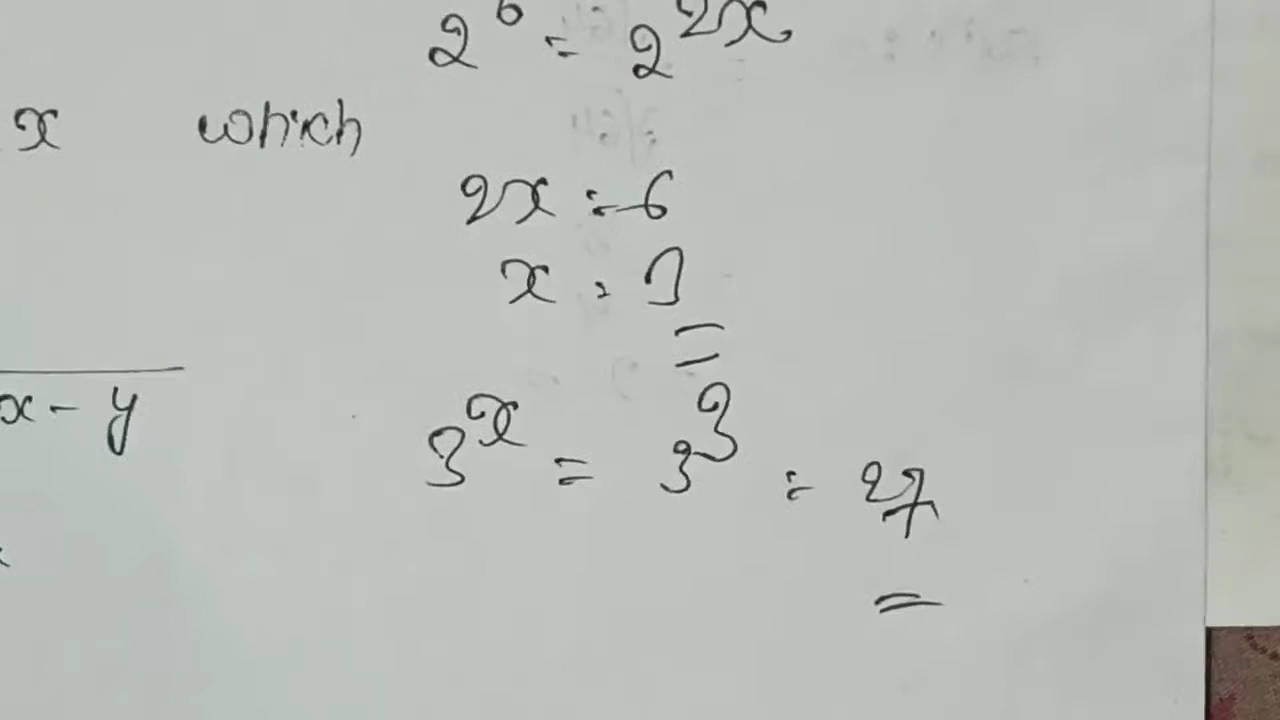 2^6 = 2^2x
x which
2x = 6
x = 3
x - y
3^x = 3^3 = 27